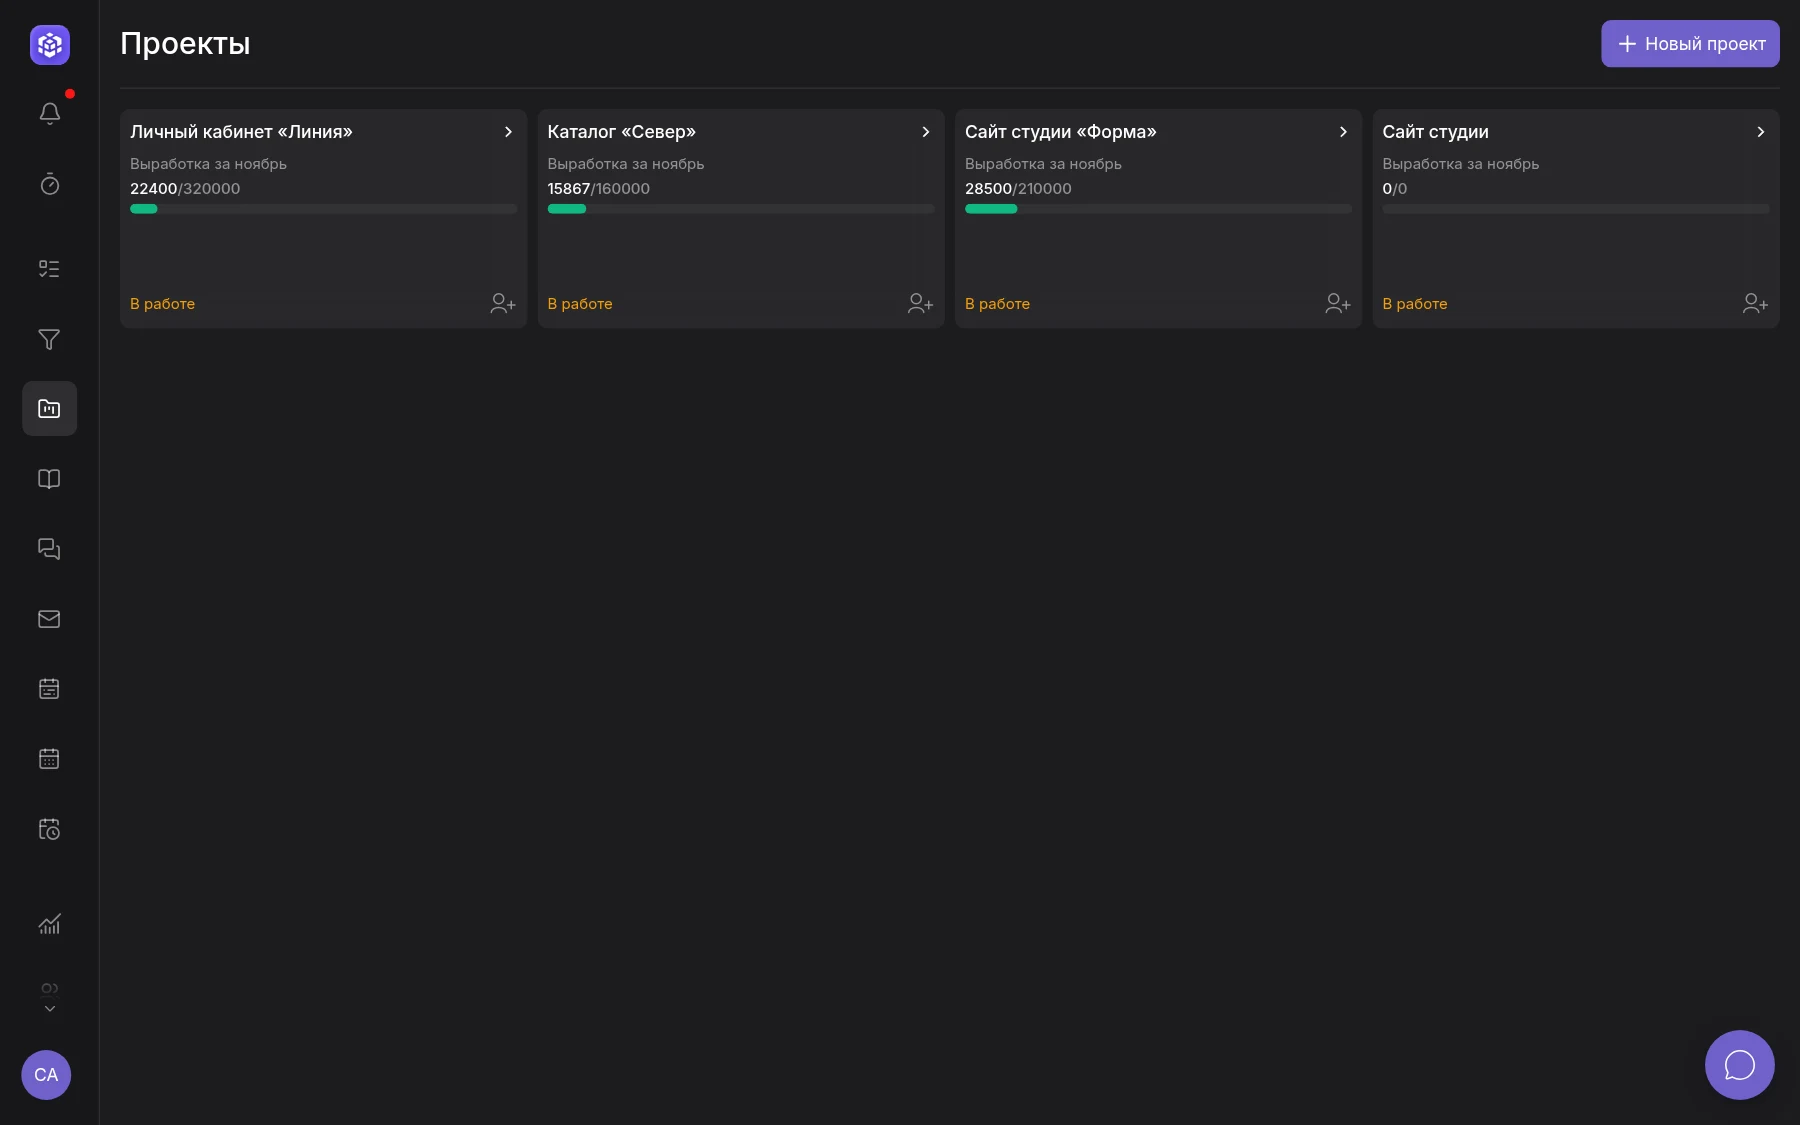 Проекты
Новый проект
Личный кабинет «Линия»
Выработка за ноябрь
22400/320000
В работе
Каталог «Север»
Выработка за ноябрь
15867/160000
В работе
Сайт студии «Форма»
Выработка за ноябрь
28500/210000
В работе
Сайт студии
Выработка за ноябрь
0/0
В работе
СА